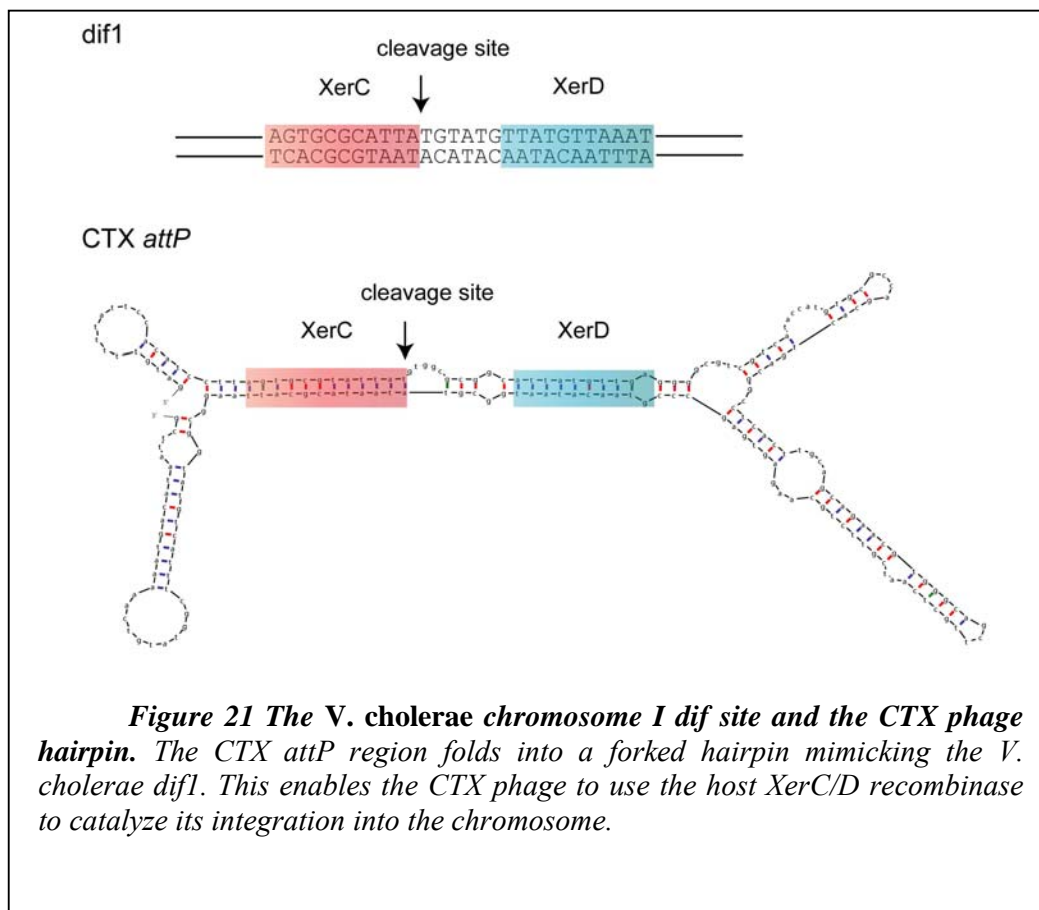 dif1
cleavage site
XerC XerD
AGTGCGCATTATGTATGTTATGTTAAAT
TCACGCGTAATACATACAATACAATTTA
CTX attP
cleavage site
XerC XerD
Figure 21 The V. cholerae chromosome I dif site and the CTX phage
hairpin. The CTX attP region folds into a forked hairpin mimicking the V.
cholerae dif1. This enables the CTX phage to use the host XerC/D recombinase
to catalyze its integration into the chromosome.